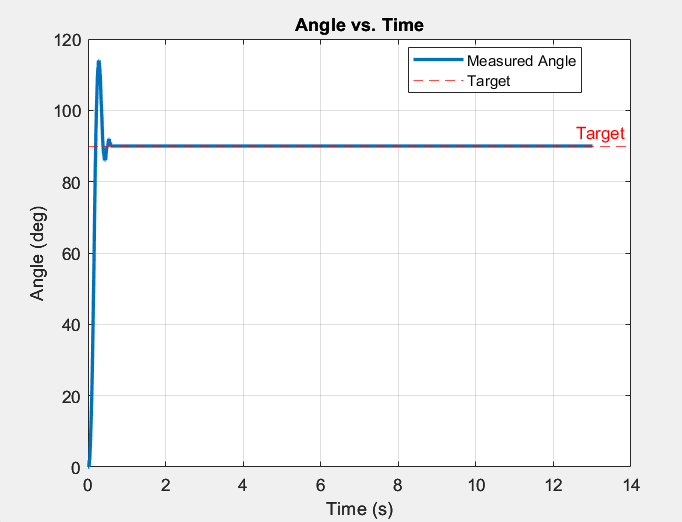 Angle vs. Time
Measured Angle
Target
Target
Angle (deg)
120
100
80
60
40
20
0
0 2 4 6 8 10 12 14
Time (s)